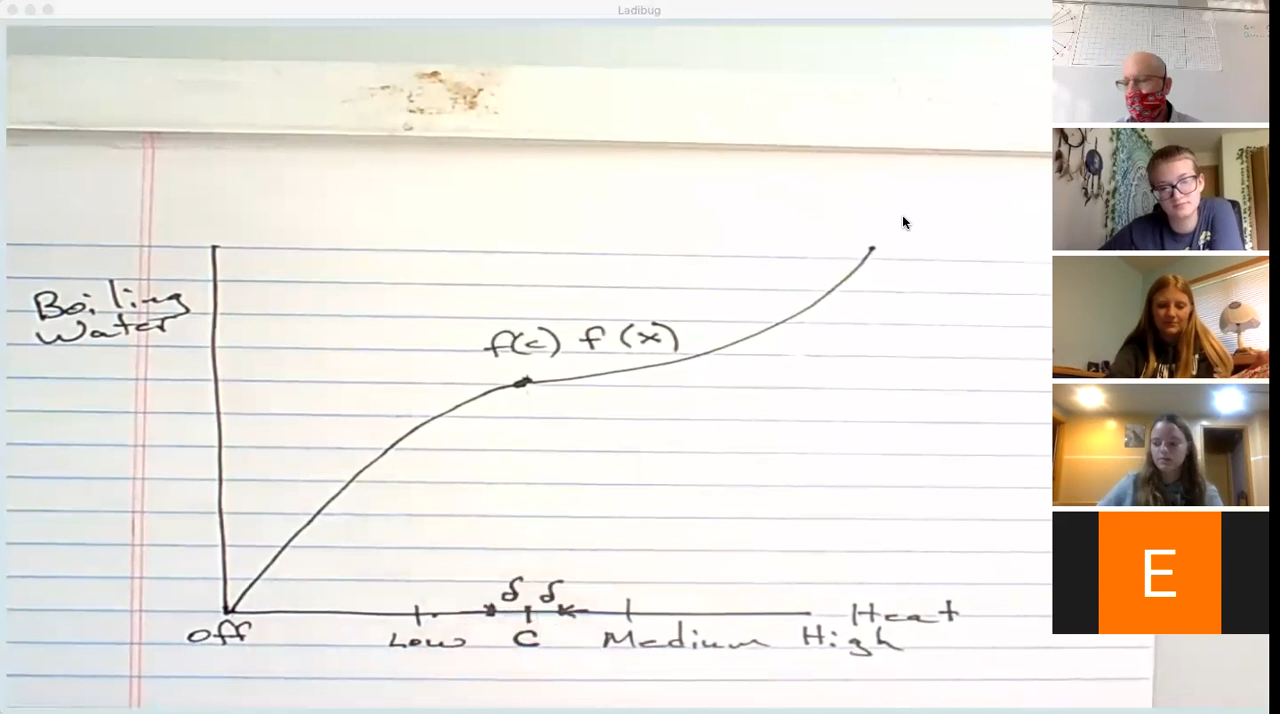 Ladibug
Boiling
Water
f(c) f(x)
δ δ
Heat
off Low C Medium High
E